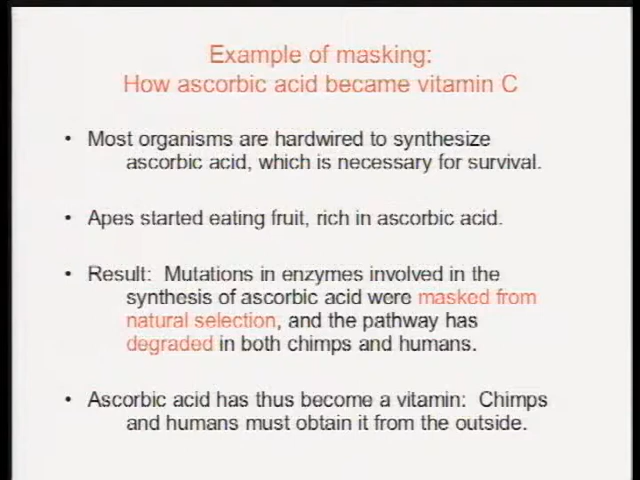 Example of masking:
How ascorbic acid became vitamin C
• Most organisms are hardwired to synthesize
ascorbic acid, which is necessary for survival.
• Apes started eating fruit, rich in ascorbic acid.
• Result: Mutations in enzymes involved in the
synthesis of ascorbic acid were masked from
natural selection, and the pathway has
degraded in both chimps and humans.
• Ascorbic acid has thus become a vitamin: Chimps
and humans must obtain it from the outside.